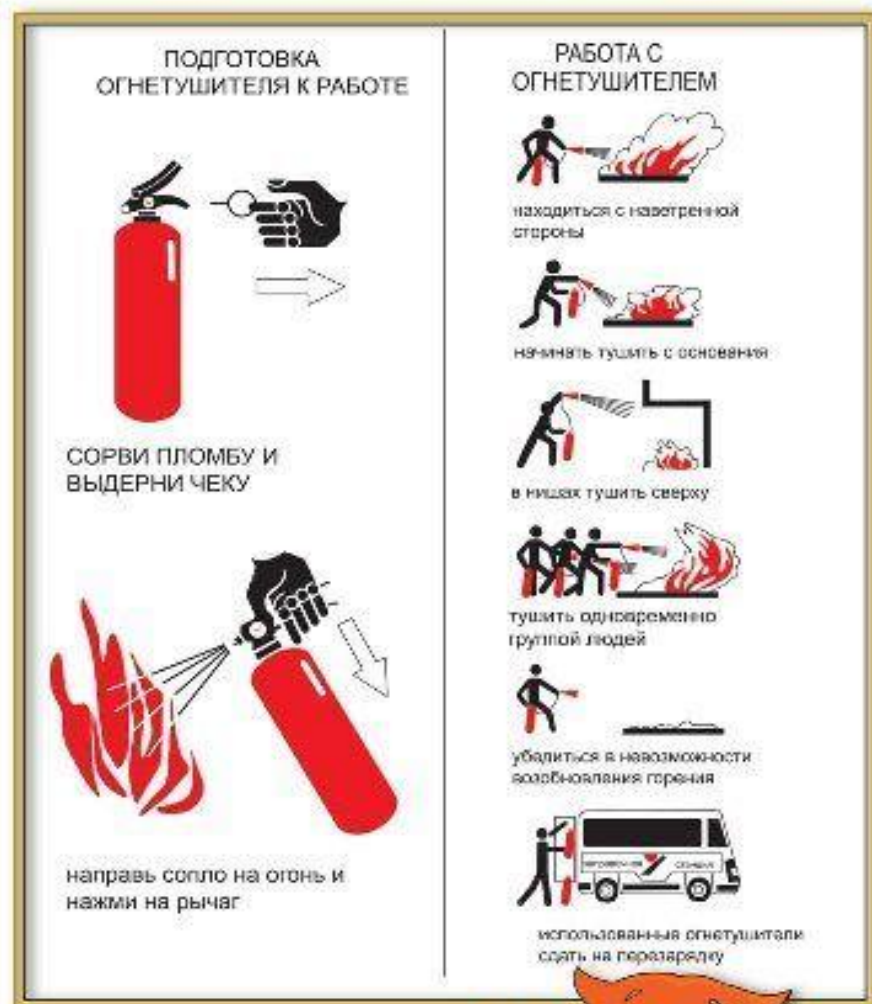 ПОДГОТОВКА
ОГНЕТУШИТЕЛЯ К РАБОТЕ
СОРВИ ПЛОМБУ И
ВЫДЕРНИ ЧЕКУ
направь сопло на огонь и
нажми на рычаг
РАБОТА С
ОГНЕТУШИТЕЛЕМ
находиться с наветренной
стороны
начинать тушить с основания
в нишах тушить сверху
тушить одновременно
группой людей
убедиться в невозможности
возобновления горения
использованные огнетушители
сдать на перезарядку